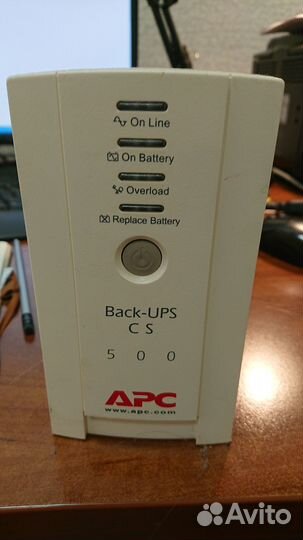 On Line
On Battery
Overload
Replace Battery
Back-UPS
CS
500
APC
www.apc.com
Avito